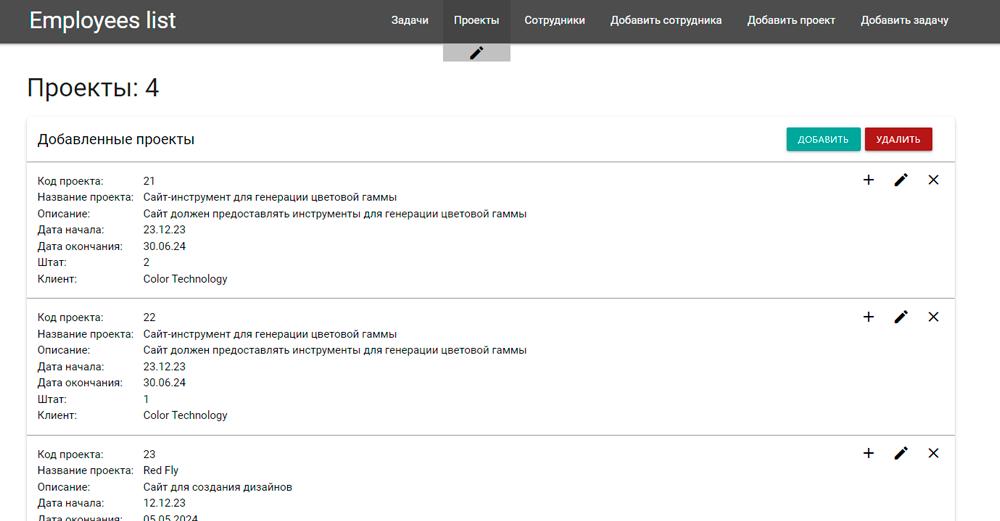 Employees list
Задачи Проекты Сотрудники Добавить сотрудника Добавить проект Добавить задачу
Проекты: 4
Добавленные проекты ДОБАВИТЬ УДАЛИТЬ
Код проекта: 21
Название проекта: Сайт-инструмент для генерации цветовой гаммы
Описание: Сайт должен предоставлять инструменты для генерации цветовой гаммы
Дата начала: 23.12.23
Дата окончания: 30.06.24
Штат: 2
Клиент: Color Technology
Код проекта: 22
Название проекта: Сайт-инструмент для генерации цветовой гаммы
Описание: Сайт должен предоставлять инструменты для генерации цветовой гаммы
Дата начала: 23.12.23
Дата окончания: 30.06.24
Штат: 1
Клиент: Color Technology
Код проекта: 23
Название проекта: Red Fly
Описание: Сайт для создания дизайнов
Дата начала: 12.12.23
Дата окончания: 05.05.2024